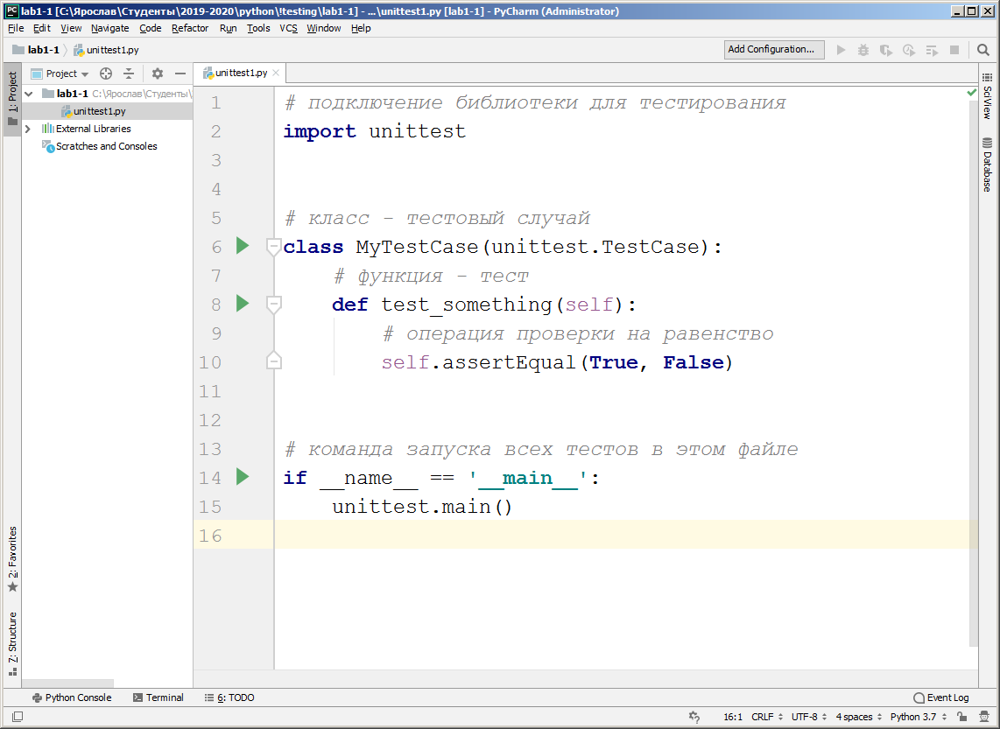 lab1-1 [C:\Ярослав\Студенты\2019-2020\python\!testing\lab1-1] - ...\unittest1.py [lab1-1] - PyCharm (Administrator)
File Edit View Navigate Code Refactor Run Tools VCS Window Help
lab1-1 unittest1.py Add Configuration...
1: Project
Project
unittest1.py
lab1-1 C:\Ярослав\Студенты\
unittest1.py
External Libraries
Scratches and Consoles
1 # подключение библиотеки для тестирования
2 import unittest
3
4
5 # класс - тестовый случай
6 class MyTestCase(unittest.TestCase):
7 # функция - тест
8 def test_something(self):
9 # операция проверки на равенство
10 self.assertEqual(True, False)
11
12
13 # команда запуска всех тестов в этом файле
14 if __name__ == '__main__':
15 unittest.main()
16
SciView
Database
2: Favorites
7: Structure
Python Console Terminal 6: TODO Event Log
16:1 CRLF UTF-8 4 spaces Python 3.7